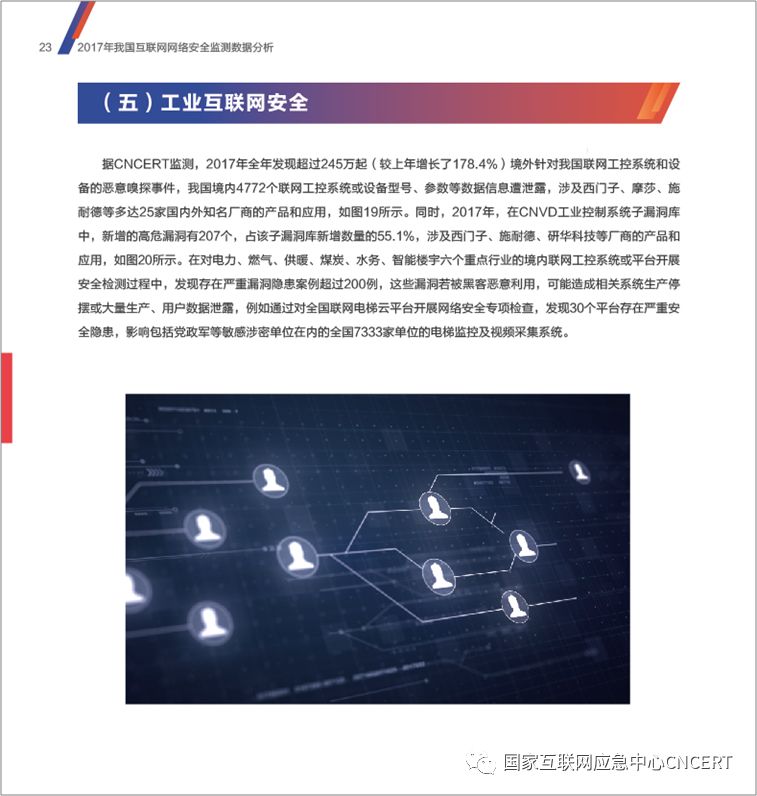 23
2017年我国互联网网络安全监测数据分析
（五）工业互联网安全
据CNCERT监测，2017年全年发现超过245万起（较上年增长了178.4%）境外针对我国联网工控系统和设
备的恶意嗅探事件，我国境内4772个联网工控系统或设备型号、参数等数据信息遭泄露，涉及西门子、摩莎、施
耐德等多达25家国内外知名厂商的产品和应用，如图19所示。同时，2017年，在CNVD工业控制系统子漏洞库
中，新增的高危漏洞有207个，占该子漏洞库新增数量的55.1%，涉及西门子、施耐德、研华科技等厂商的产品和
应用，如图20所示。在对电力、燃气、供暖、煤炭、水务、智能楼宇六个重点行业的境内联网工控系统或平台开展
安全检测过程中，发现存在严重漏洞隐患案例超过200例，这些漏洞若被黑客恶意利用，可能造成相关系统生产停
摆或大量生产、用户数据泄露，例如通过对全国联网电梯云平台开展网络安全专项检查，发现30个平台存在严重安
全隐患，影响包括党政军等敏感涉密单位在内的全国7333家单位的电梯监控及视频采集系统。
国家互联网应急中心CNCERT